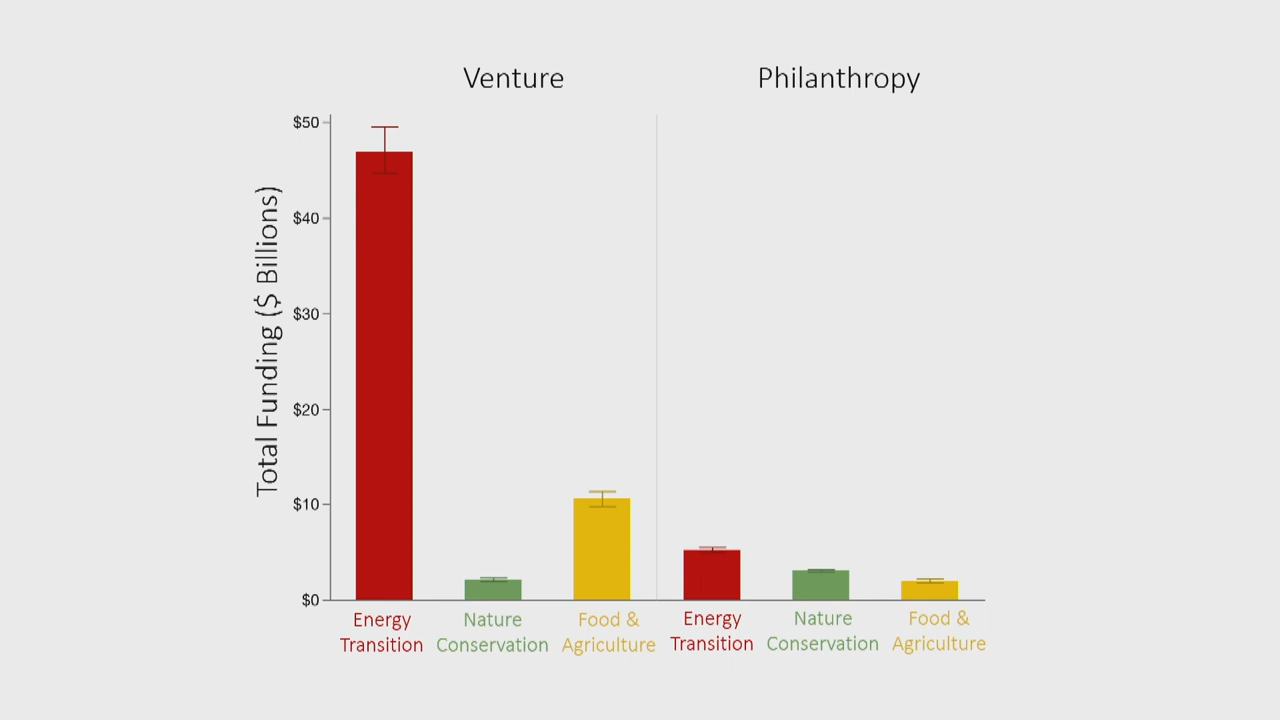 Venture
Philanthropy
Total Funding ($ Billions)
$50
$40
$30
$20
$10
$0
Energy
Transition
Nature
Conservation
Food &
Agriculture
Energy
Transition
Nature
Conservation
Food &
Agriculture